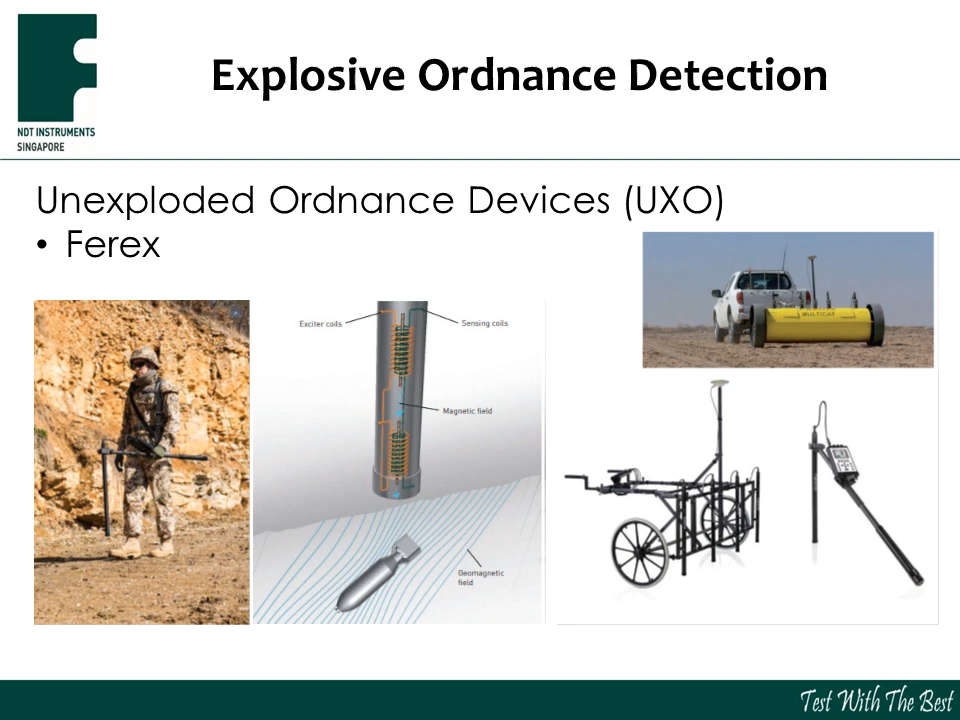 NDT INSTRUMENTS
SINGAPORE
Explosive Ordnance Detection
Unexploded Ordnance Devices (UXO)
• Ferex
MULTICAT
Exciter coils
Sensing coils
Magnetic field
Geomagnetic
field
Test With The Best